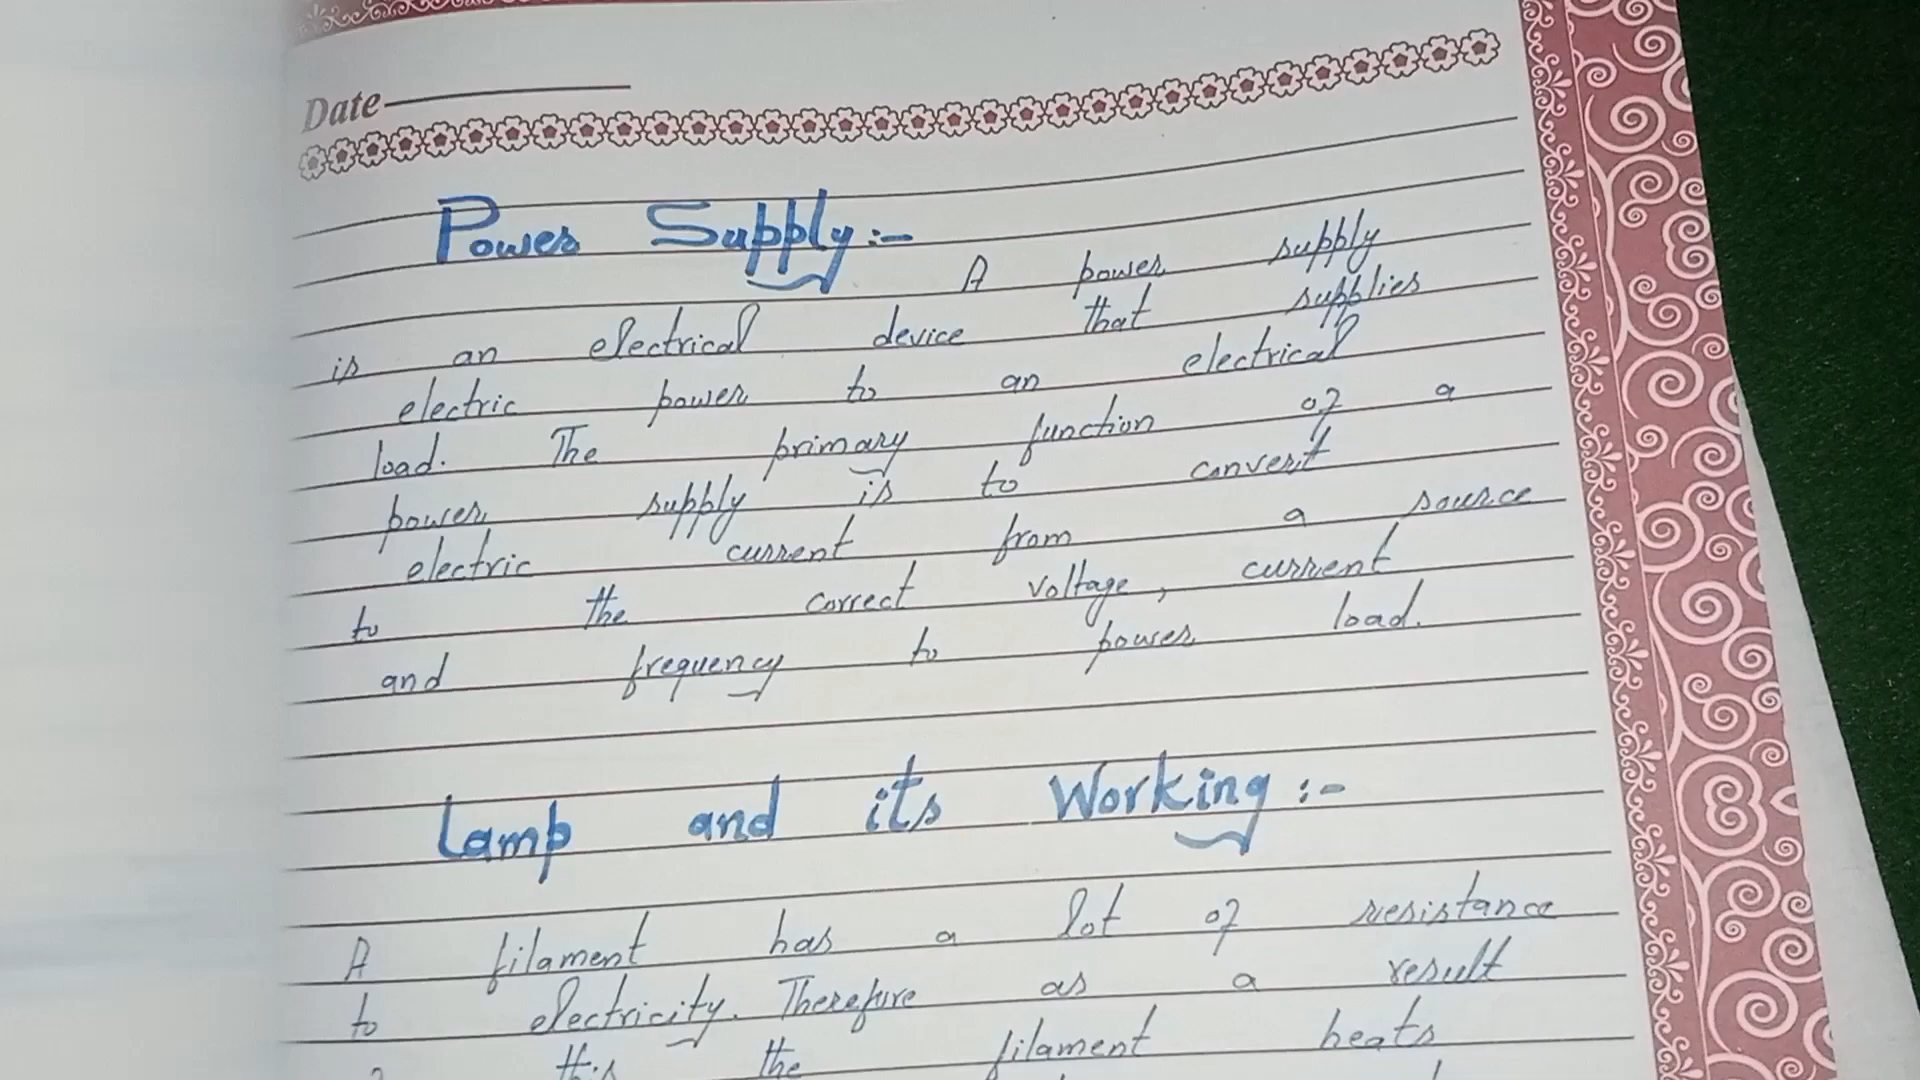 Date
Power Supply:-
A power supply
is an electrical device that supplies
electric power to an electrical
load. The primary function of a
power supply is to convert
electric current from a source
to the correct voltage, current
and frequency to power load.
Lamp and its Working :-
A filament has a lot of resistance
to electricity. Therefore as a result
this the filament heats